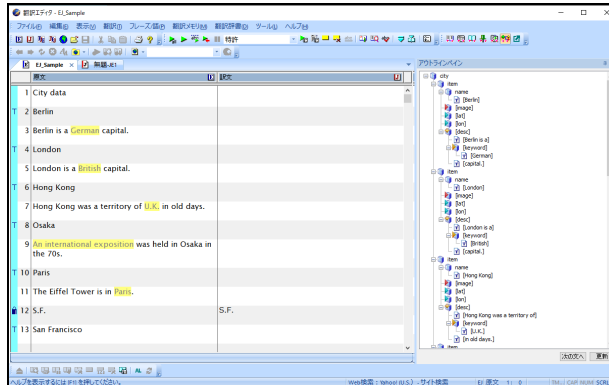 翻訳エディタ - EJ_Sample
ファイル(F) 編集(E) 表示(V) 翻訳(T) フレーズ/語(P) 翻訳メモリ(M) 翻訳辞書(D) ツール(L) ヘルプ(H)
特許
EJ_Sample × 無題-JE1
アウトラインペイン
原文 訳文
1 City data
T 2 Berlin
3 Berlin is a German capital.
T 4 London
5 London is a British capital.
T 6 Hong Kong
7 Hong Kong was a territory of U.K. in old days.
T 8 Osaka
9 An international exposition was held in Osaka in
the 70s.
T 10 Paris
11 The Eiffel Tower is in Paris.
12 S.F. S.F.
T 13 San Francisco
city
item
name
[Berlin]
[image]
[lat]
[lon]
[desc]
[Berlin is a]
[keyword]
[German]
[capital.]
item
name
[London]
[image]
[lat]
[lon]
[desc]
[London is a]
[keyword]
[British]
[capital.]
item
name
[Hong Kong]
[image]
[lat]
[lon]
[desc]
[Hong Kong was a territory of]
[keyword]
[U.K.]
[in old days.]
item
次の文へ 更新
AL
ヘルプを表示するには [F1] を押してください。 Web検索 : Yahoo! (U.S.) - サイト検索 EJ 原文 1: 0 TM CAP NUM SCRL